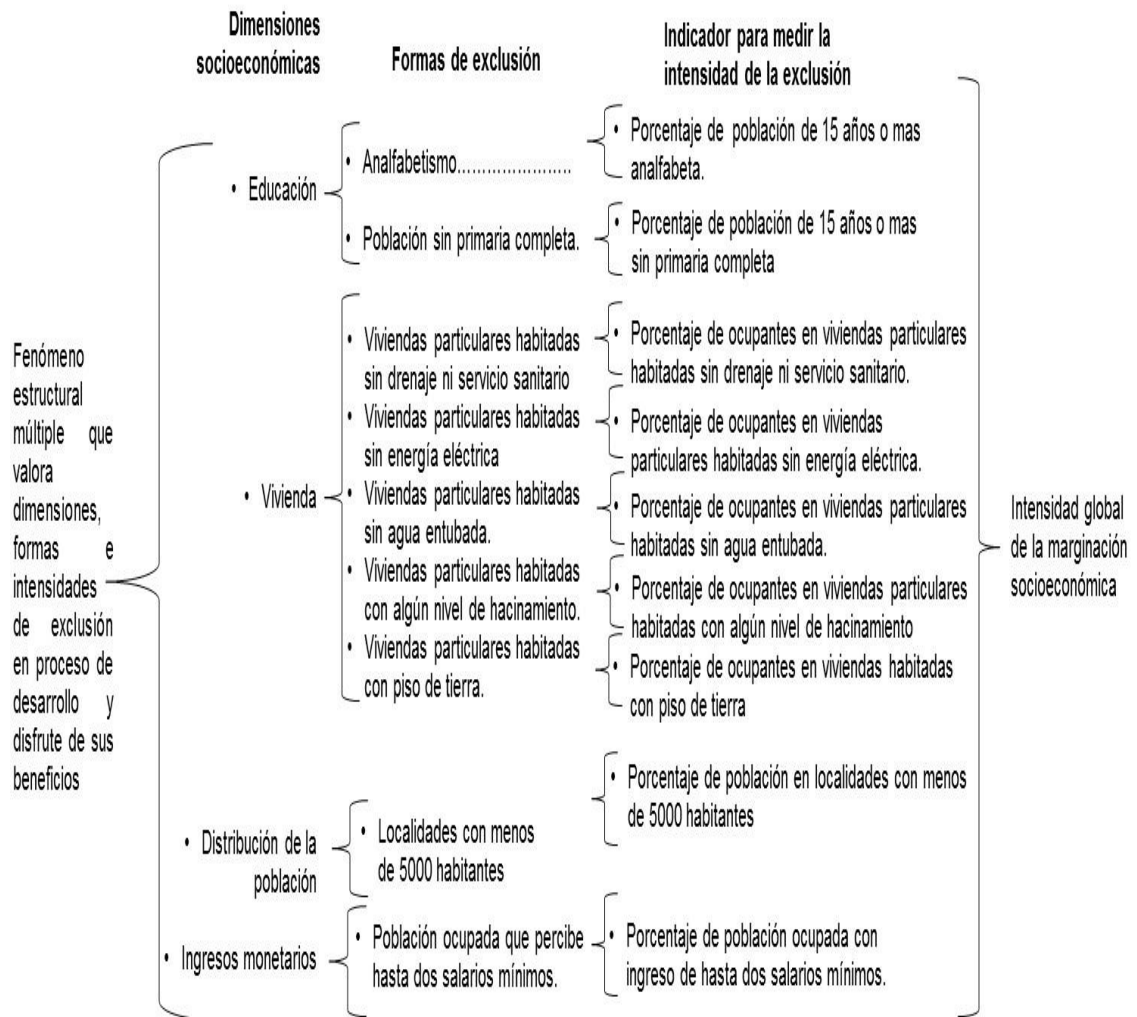 Dimensiones
socioeconómicas
Formas de exclusión
Indicador para medir la
intensidad de la exclusión
Fenómeno
estructural
múltiple que
valora
dimensiones,
formas e
intensidades
de exclusión
en proceso de
desarrollo y
disfrute de sus
beneficios
• Educación
• Analfabetismo……………………
• Porcentaje de población de 15 años o mas
analfabeta.
• Población sin primaria completa.
• Porcentaje de población de 15 años o mas
sin primaria completa
• Vivienda
• Viviendas particulares habitadas
sin drenaje ni servicio sanitario
• Porcentaje de ocupantes en viviendas particulares
habitadas sin drenaje ni servicio sanitario.
• Viviendas particulares habitadas
sin energía eléctrica
• Porcentaje de ocupantes en viviendas
particulares habitadas sin energía eléctrica.
• Viviendas particulares habitadas
sin agua entubada.
• Porcentaje de ocupantes en viviendas particulares
habitadas sin agua entubada.
• Viviendas particulares habitadas
con algún nivel de hacinamiento.
• Porcentaje de ocupantes en viviendas particulares
habitadas con algún nivel de hacinamiento
• Viviendas particulares habitadas
con piso de tierra.
• Porcentaje de ocupantes en viviendas habitadas
con piso de tierra
• Distribución de la
población
• Localidades con menos
de 5000 habitantes
• Porcentaje de población en localidades con menos
de 5000 habitantes
• Ingresos monetarios
• Población ocupada que percibe
hasta dos salarios mínimos.
• Porcentaje de población ocupada con
ingreso de hasta dos salarios mínimos.
Intensidad global
de la marginación
socioeconómica